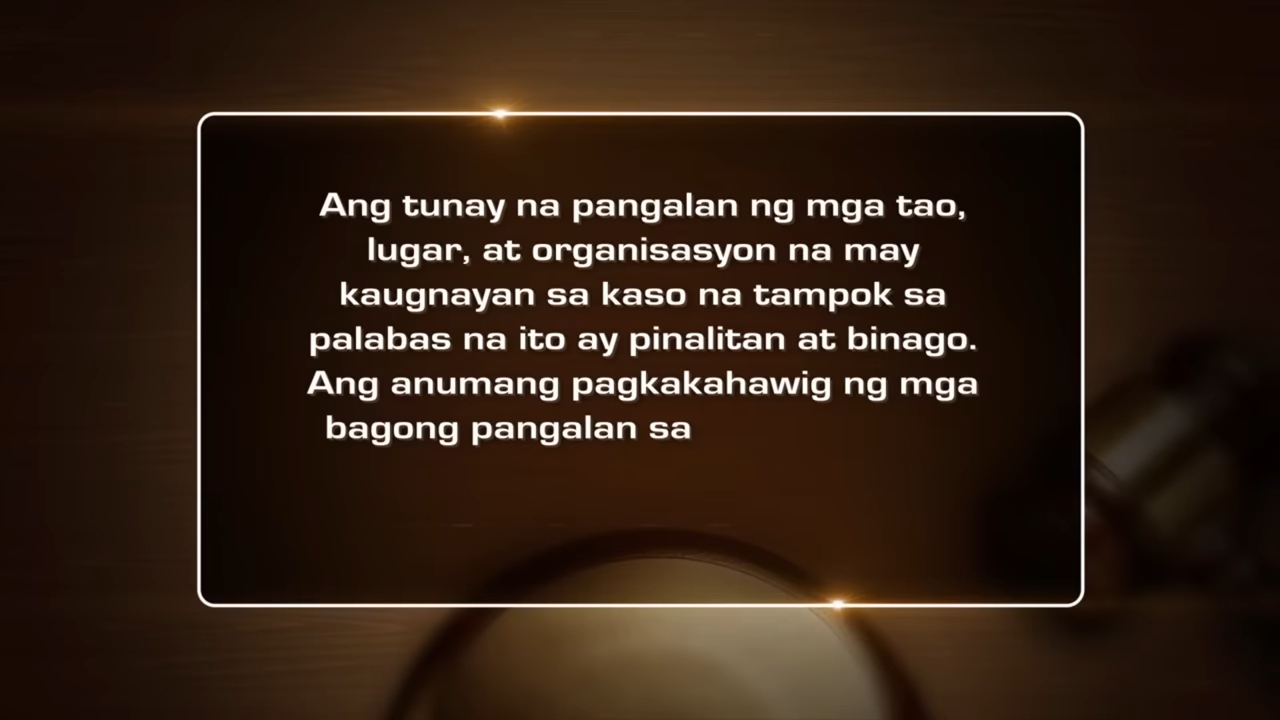 Ang tunay na pangalan ng mga tao,
lugar, at organisasyon na may
kaugnayan sa kaso na tampok sa
palabas na ito ay pinalitan at binago.
Ang anumang pagkakahawig ng mga
bagong pangalan sa